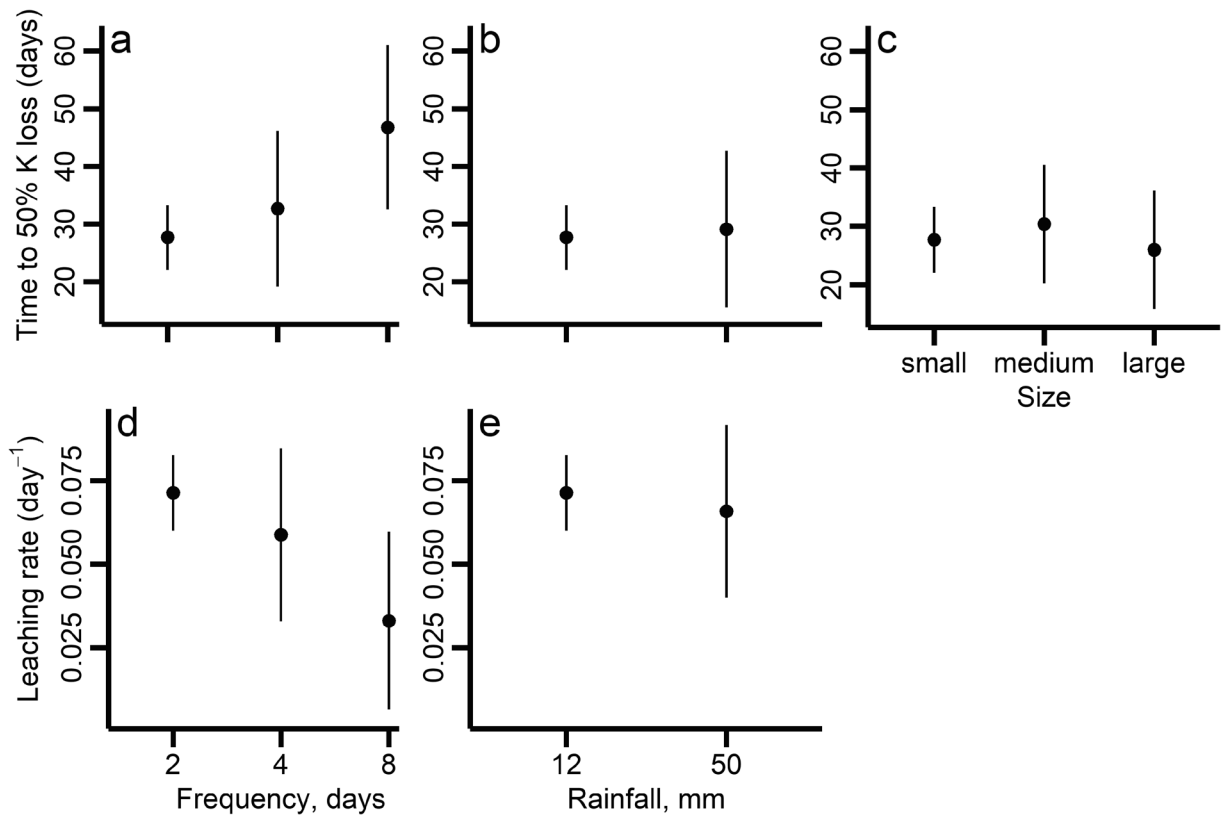 a
Time to 50% K loss (days)
60
50
40
30
20
b
60
50
40
30
20
c
60
50
40
30
20
small medium large
Size
d
Leaching rate (day⁻¹)
0.075
0.050
0.025
2 4 8
Frequency, days
e
0.075
0.050
0.025
12 50
Rainfall, mm